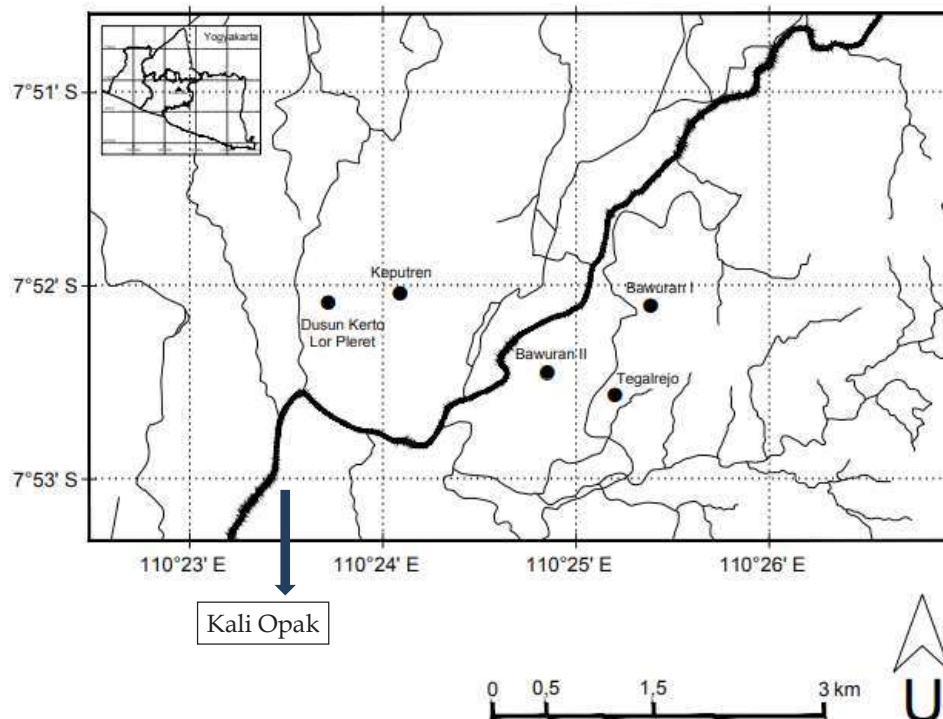 Yogyakarta
7°51' S
7°52' S
Keputren
Bawuran I
Dusun Kerto
Lor Pleret
Bawuran II
Tegalrejo
7°53' S
110°23' E
110°24' E
110°25' E
110°26' E
Kali Opak
0 0,5 1,5 3 km
U